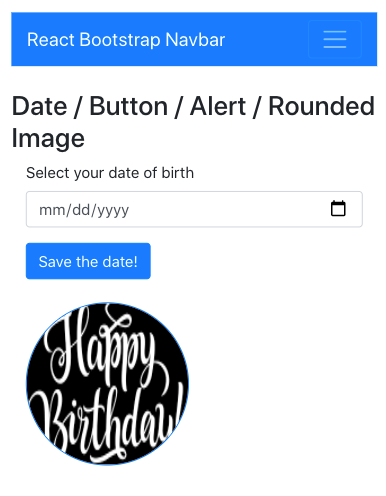 React Bootstrap Navbar
Date / Button / Alert / Rounded
Image
Select your date of birth
mm/dd/yyyy
Save the date!
Happy
Birthday!